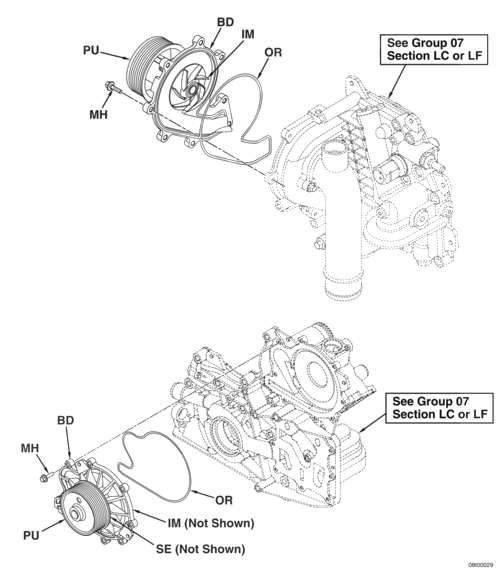 BD
IM
PU
OR
See Group 07
Section LC or LF
MH
See Group 07
Section LC or LF
BD
MH
OR
PU
IM (Not Shown)
SE (Not Shown)
08t00029